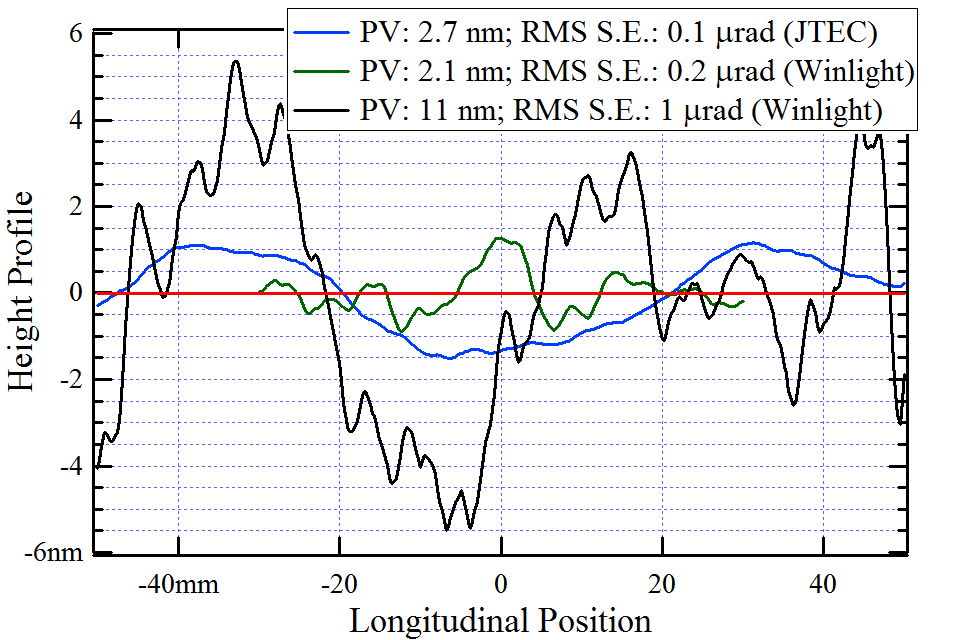 PV: 2.7 nm; RMS S.E.: 0.1 μrad (JTEC)
PV: 2.1 nm; RMS S.E.: 0.2 μrad (Winlight)
PV: 11 nm; RMS S.E.: 1 μrad (Winlight)
6
4
2
0
-2
-4
-6nm
Height Profile
-40mm
-20
0
20
40
Longitudinal Position